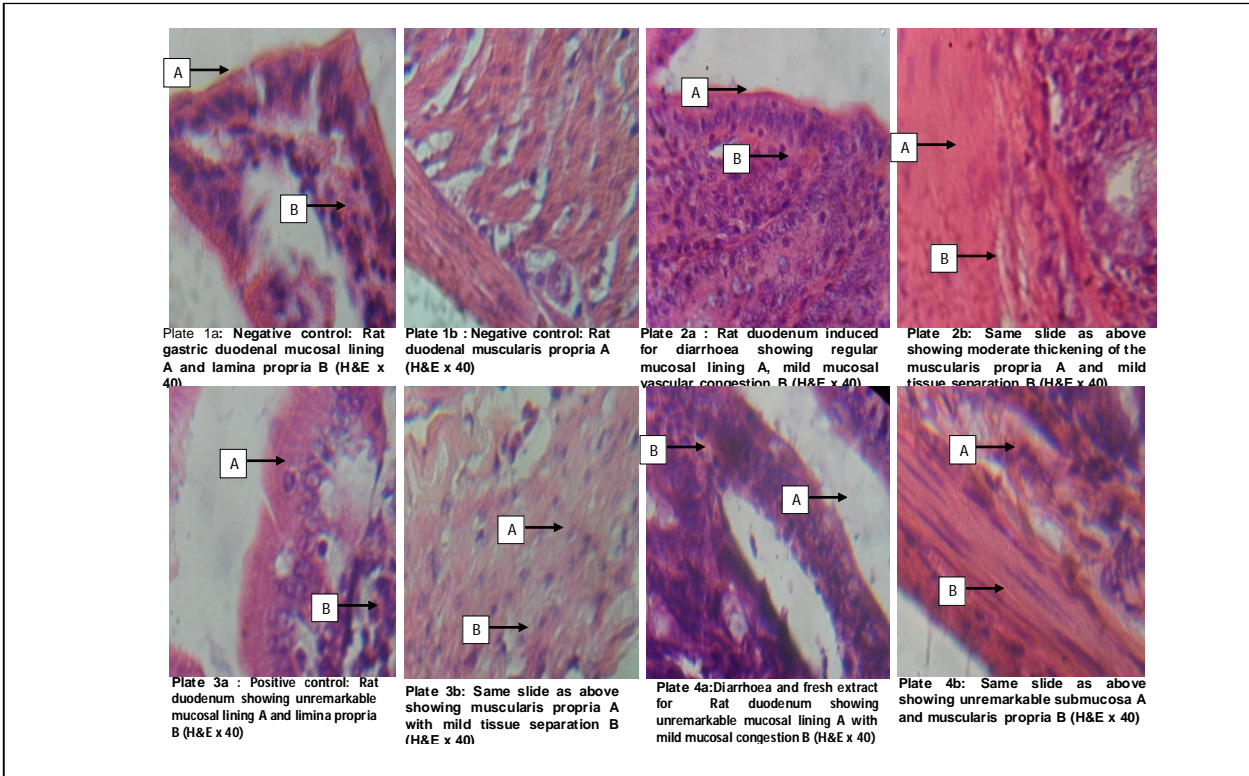 A
B
A
B
A
B
Plate 1a: Negative control: Rat
gastric duodenal mucosal lining
A and lamina propria B (H&E x
40)
Plate 1b : Negative control: Rat
duodenal muscularis propria A
(H&E x 40)
Plate 2a : Rat duodenum induced
for diarrhoea showing regular
mucosal lining A, mild mucosal
vascular congestion B (H&E x 40)
Plate 2b: Same slide as above
showing moderate thickening of the
muscularis propria A and mild
tissue separation B (H&E x 40)
A
B
A
B
B
A
A
B
Plate 3a : Positive control: Rat
duodenum showing unremarkable
mucosal lining A and limina propria
B (H&E x 40)
Plate 3b: Same slide as above
showing muscularis propria A
with mild tissue separation B
(H&E x 40)
Plate 4a:Diarrhoea and fresh extract
for Rat duodenum showing
unremarkable mucosal lining A with
mild mucosal congestion B (H&E x 40)
Plate 4b: Same slide as above
showing unremarkable submucosa A
and muscularis propria B (H&E x 40)